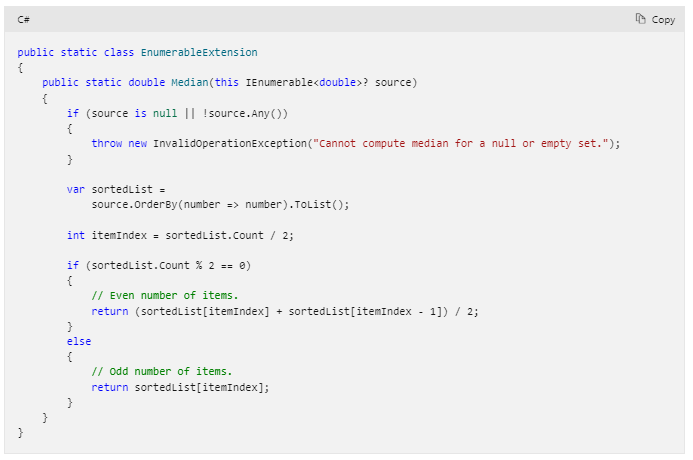 C#
Copy
public static class EnumerableExtension
{
    public static double Median(this IEnumerable<double>? source)
    {
        if (source is null || !source.Any())
        {
            throw new InvalidOperationException("Cannot compute median for a null or empty set.");
        }

        var sortedList =
            source.OrderBy(number => number).ToList();

        int itemIndex = sortedList.Count / 2;

        if (sortedList.Count % 2 == 0)
        {
            // Even number of items.
            return (sortedList[itemIndex] + sortedList[itemIndex - 1]) / 2;
        }
        else
        {
            // Odd number of items.
            return sortedList[itemIndex];
        }
    }
}